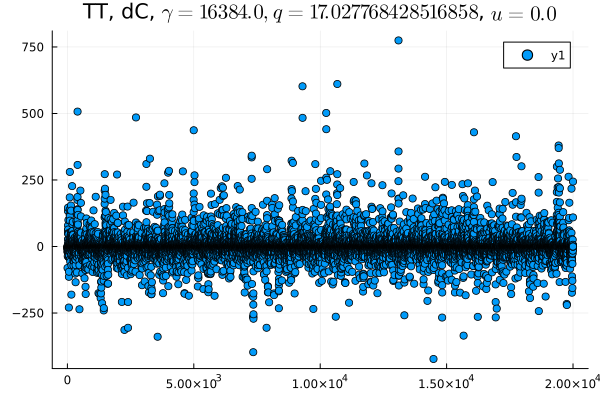 TT, dC, γ = 16384.0, q = 17.027768428516858, u = 0.0
750
y1
500
250
0
−250
0 5.00×10³ 1.00×10⁴ 1.50×10⁴ 2.00×10⁴